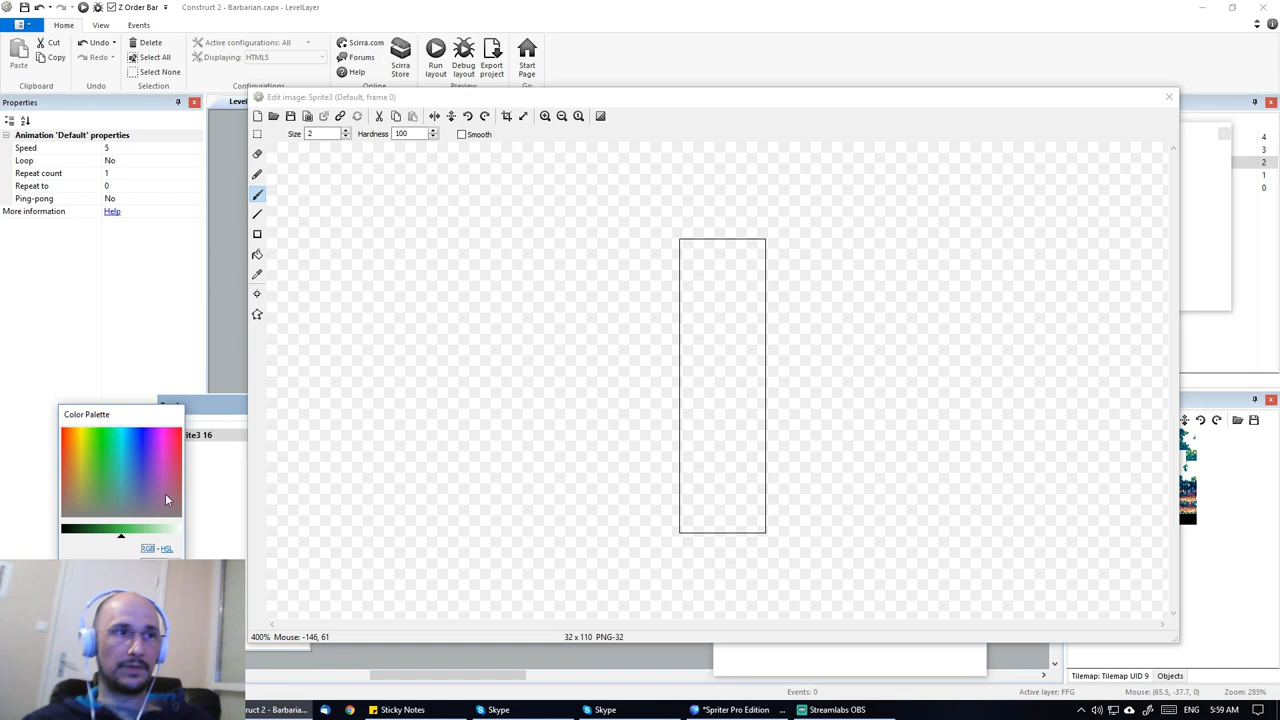 Z Order Bar
Construct 2 - Barbarian.capx - LevelLayer
Home
View
Events
Paste
Cut
Copy
Clipboard
Undo
Redo
Undo
Delete
Select All
Select None
Selection
Active configurations: All
Displaying: HTML5
Configurations
Scirra.com
Forums
Help
Online
Scirra Store
Run layout
Debug layout
Export project
Preview
Start Page
Go
Properties
Animation 'Default' properties
Speed 5
Loop No
Repeat count 1
Repeat to 0
Ping-pong No
More information Help
Edit image: Sprite3 (Default, frame 0)
Size 2 Hardness 100 Smooth
4
3
2
1
0
Color Palette
RGB - HSL
400% Mouse: -146, 61
32 x 110 PNG-32
Tilemap: Tilemap UID 9
Objects
Events: 0
Active layer: FFG
Mouse: (65.5, -37.7, 0)
Zoom: 285%
Sticky Notes
Skype
Skype
*Spriter Pro Edition
Streamlabs OBS
5:59 AM